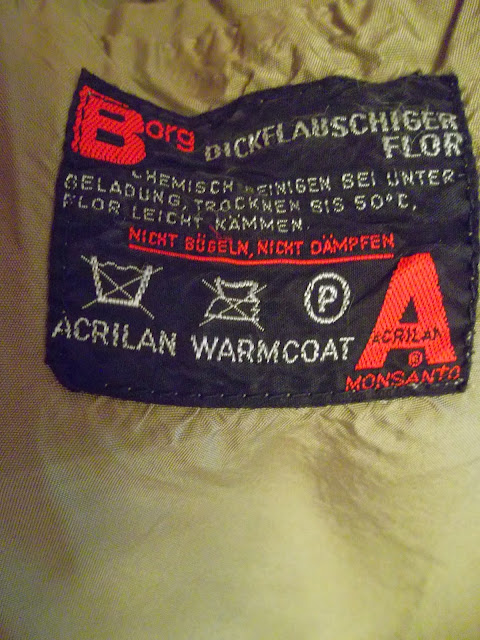 Borg DICKFLAUSCHIGER
FLOR
CHEMISCH REINIGEN BEI UNTER-
BELADUNG, TROCKNEN BIS 50°C,
FLOR LEICHT KÄMMEN.
NICHT BÜGELN, NICHT DÄMPFEN
P
ACRILAN WARMCOAT
A
ACRILAN
®
MONSANTO